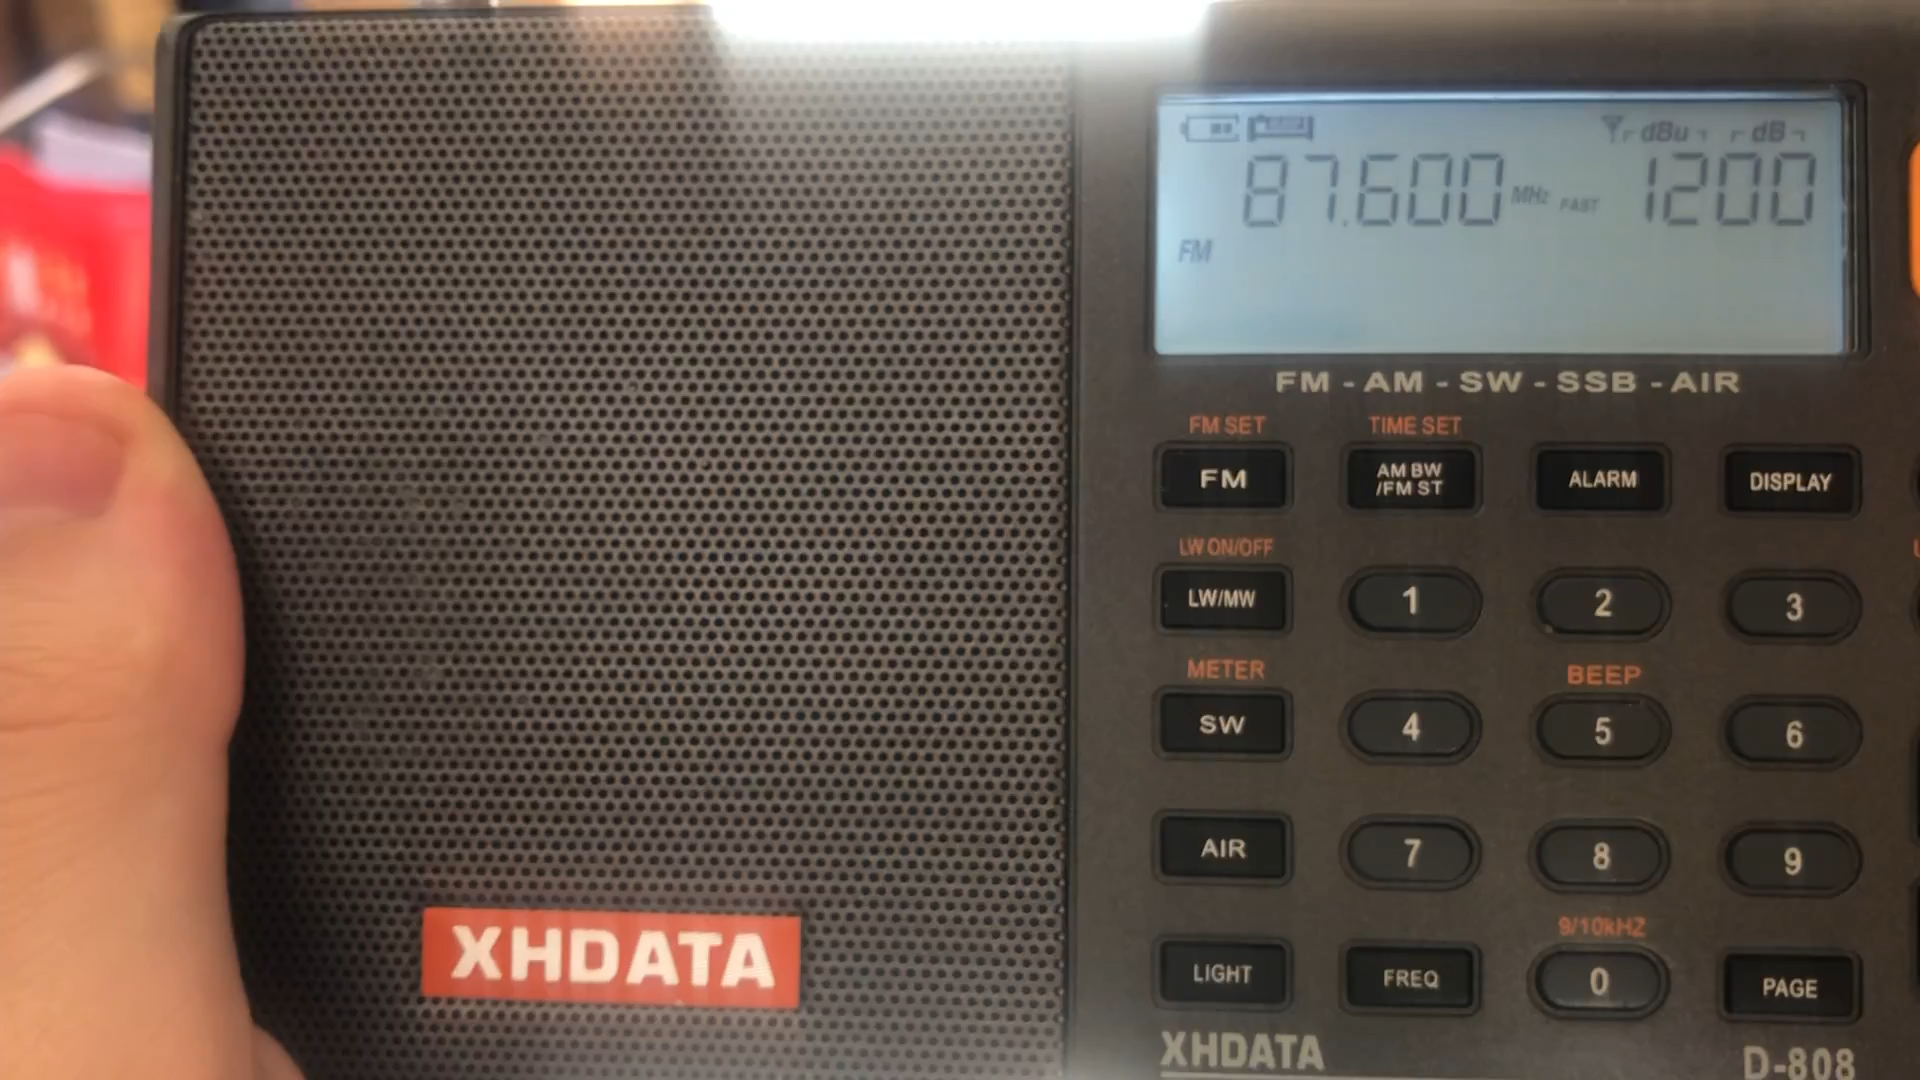 dBu dB
87.600 MHz FAST 1200
FM
FM - AM - SW - SSB - AIR
FM SET TIME SET
FM AM BW /FM ST ALARM DISPLAY
LW ON/OFF
LW/MW 1 2 3
METER BEEP
SW 4 5 6
AIR 7 8 9
9/10kHZ
LIGHT FREQ 0 PAGE
XHDATA
XHDATA D-808